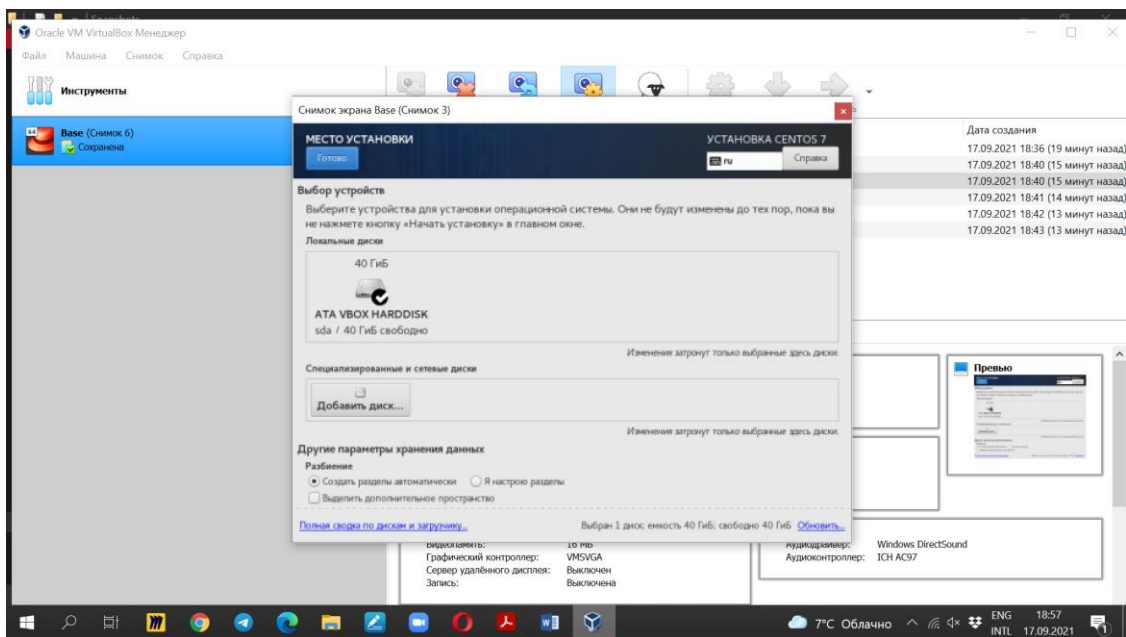 Oracle VM VirtualBox Менеджер
Файл Машина Снимок Справка
Инструменты
64
Base (Снимок 6)
Сохранена
Снимок экрана Base (Снимок 3)
МЕСТО УСТАНОВКИ
УСТАНОВКА CENTOS 7
Готово
ru
Справка
Выбор устройств
Выберите устройства для установки операционной системы. Они не будут изменены до тех пор, пока вы
не нажмете кнопку «Начать установку» в главном окне.
Локальные диски
40 ГиБ
ATA VBOX HARDDISK
sda / 40 ГиБ свободно
Изменения затронут только выбранные здесь диски.
Специализированные и сетевые диски
Добавить диск...
Изменения затронут только выбранные здесь диски.
Другие параметры хранения данных
Разбиение
Создать разделы автоматически Я настрою разделы
Выделить дополнительное пространство
Полная сводка по дискам и загрузчику...
Выбран 1 диск; емкость 40 ГиБ; свободно 40 ГиБ Обновить...
Дата создания
17.09.2021 18:36 (19 минут назад)
17.09.2021 18:40 (15 минут назад)
17.09.2021 18:40 (15 минут назад)
17.09.2021 18:41 (14 минут назад)
17.09.2021 18:42 (13 минут назад)
17.09.2021 18:43 (13 минут назад)
Превью
Видеопамять: 16 МБ
Графический контроллер: VMSVGA
Сервер удалённого дисплея: Выключен
Запись: Выключена
Аудиодрайвер: Windows DirectSound
Аудиоконтроллер: ICH AC97
7°C Облачно
ENG
INTL
18:57
17.09.2021